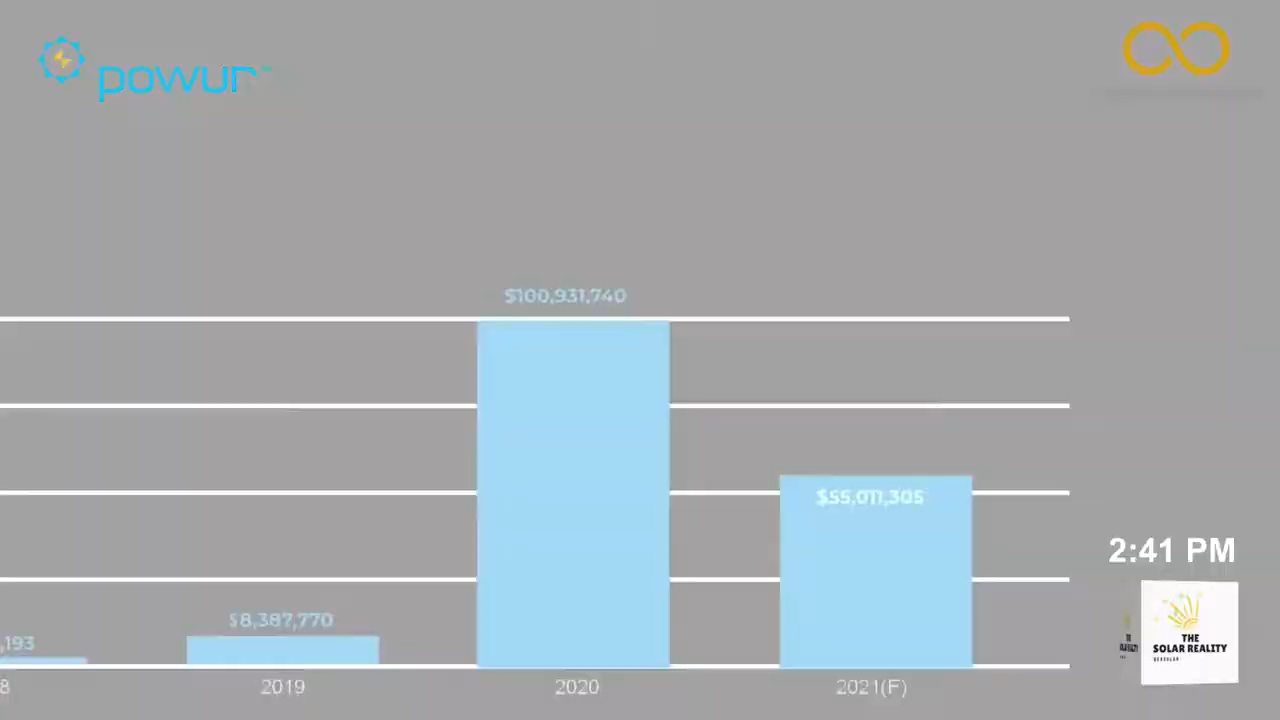 powur
$100,931,740
$55,011,305
2:41 PM
$8,387,770
,193
THE
SOLAR REALITY
8
2019
2020
2021(F)